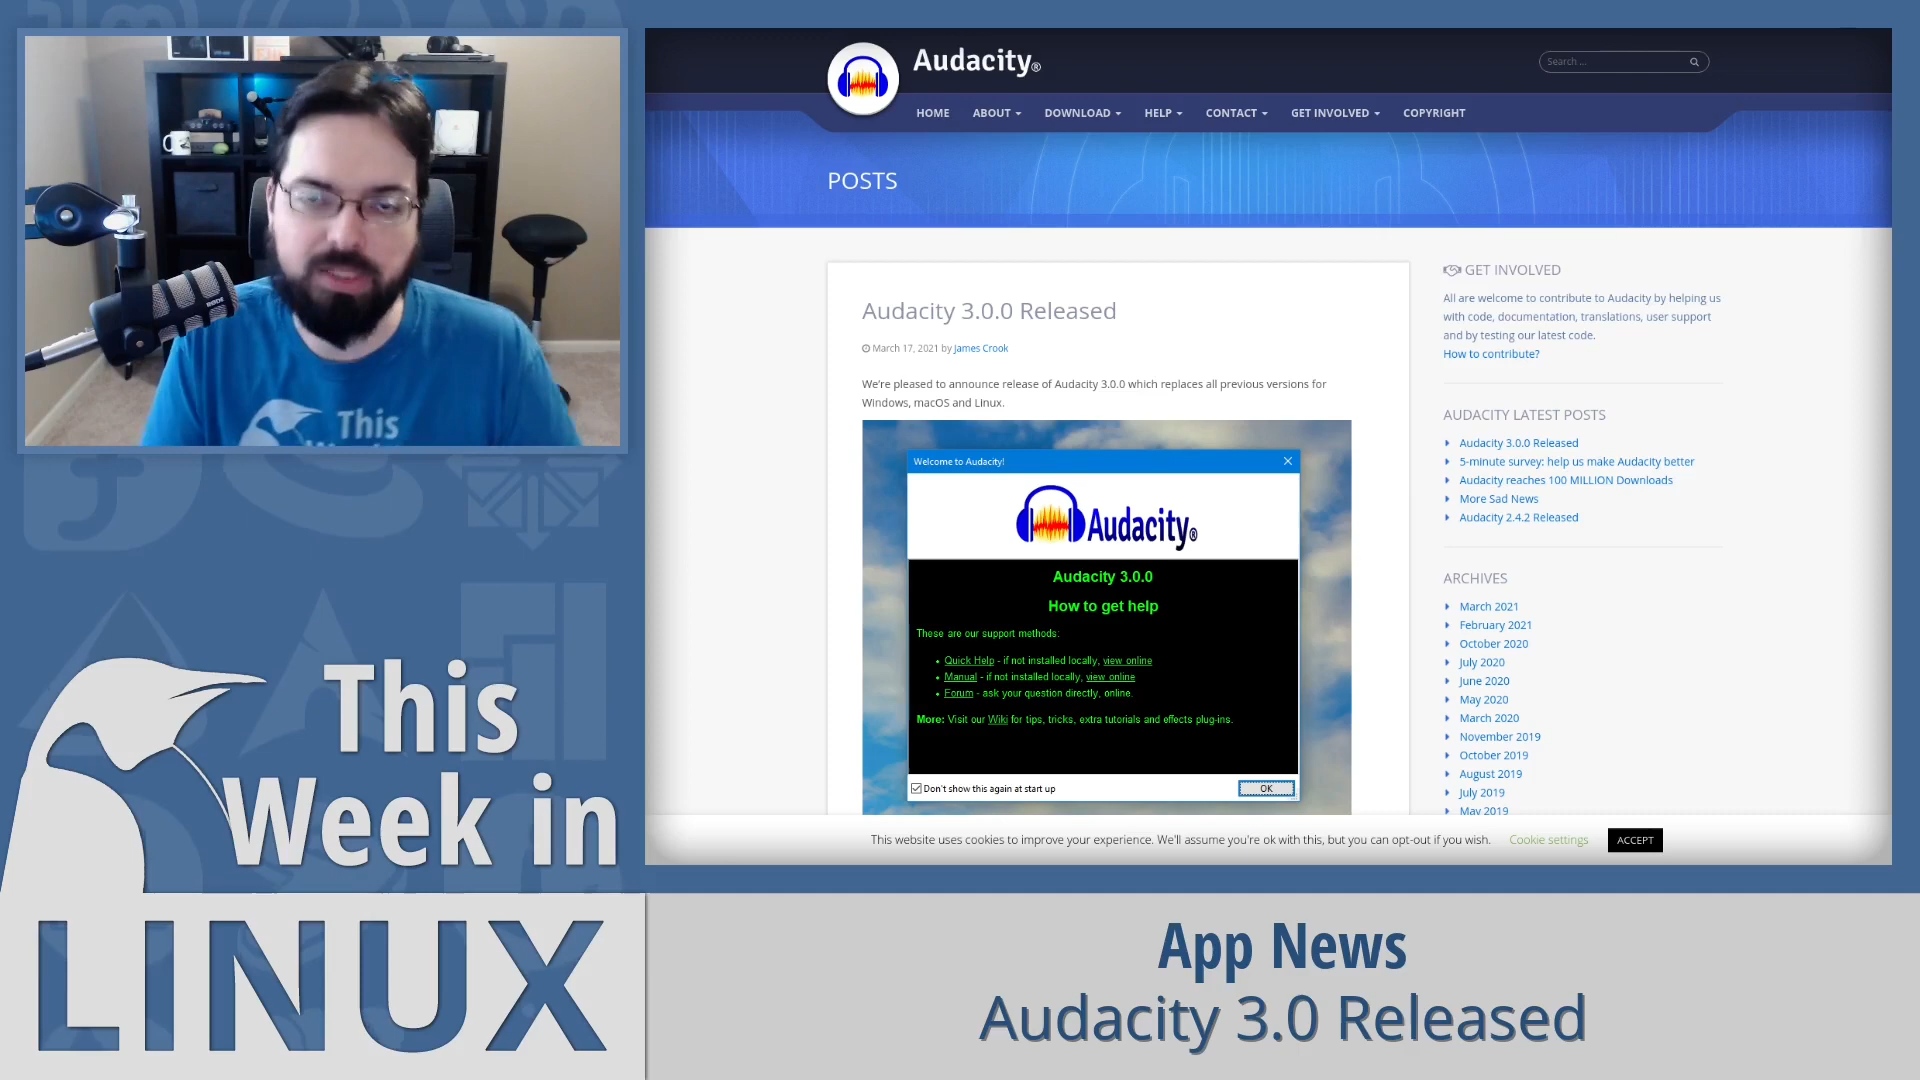 Audacity®
Search ...
HOME ABOUT DOWNLOAD HELP CONTACT GET INVOLVED COPYRIGHT
POSTS
Audacity 3.0.0 Released
March 17, 2021 by James Crook
We're pleased to announce release of Audacity 3.0.0 which replaces all previous versions for
Windows, macOS and Linux.
Welcome to Audacity!
Audacity®
Audacity 3.0.0
How to get help
These are our support methods:
• Quick Help - if not installed locally, view online
• Manual - if not installed locally, view online
• Forum - ask your question directly, online.
More: Visit our Wiki for tips, tricks, extra tutorials and effects plug-ins.
Don't show this again at start up
OK
GET INVOLVED
All are welcome to contribute to Audacity by helping us
with code, documentation, translations, user support
and by testing our latest code.
How to contribute?
AUDACITY LATEST POSTS
Audacity 3.0.0 Released
5-minute survey: help us make Audacity better
Audacity reaches 100 MILLION Downloads
More Sad News
Audacity 2.4.2 Released
ARCHIVES
March 2021
February 2021
October 2020
July 2020
June 2020
May 2020
March 2020
November 2019
October 2019
August 2019
July 2019
May 2019
This website uses cookies to improve your experience. We'll assume you're ok with this, but you can opt-out if you wish. Cookie settings ACCEPT
RODE
This
This
Week in
LINUX
App News
Audacity 3.0 Released